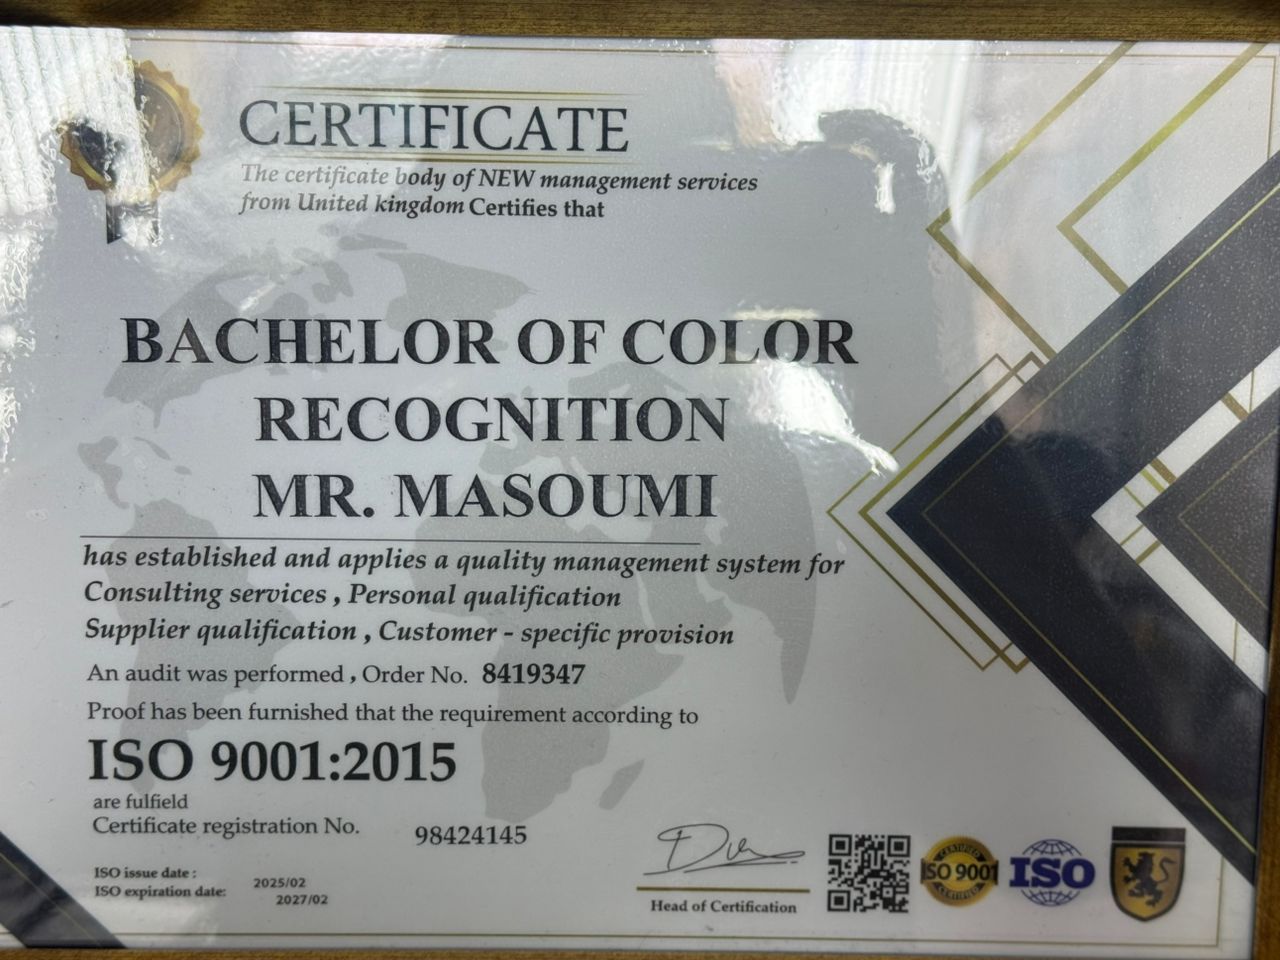 CERTIFICATE
The certificate body of NEW management services
from United kingdom Certifies that
BACHELOR OF COLOR
RECOGNITION
MR. MASOUMI
has established and applies a quality management system for
Consulting services , Personal qualification
Supplier qualification , Customer - specific provision
An audit was performed , Order No. 8419347
Proof has been furnished that the requirement according to
ISO 9001:2015
are fulfield
Certificate registration No. 98424145
ISO issue date : 2025/02
ISO expiration date: 2027/02
Head of Certification
CERTIFIED
ISO 9001
CERTIFIED
ISO